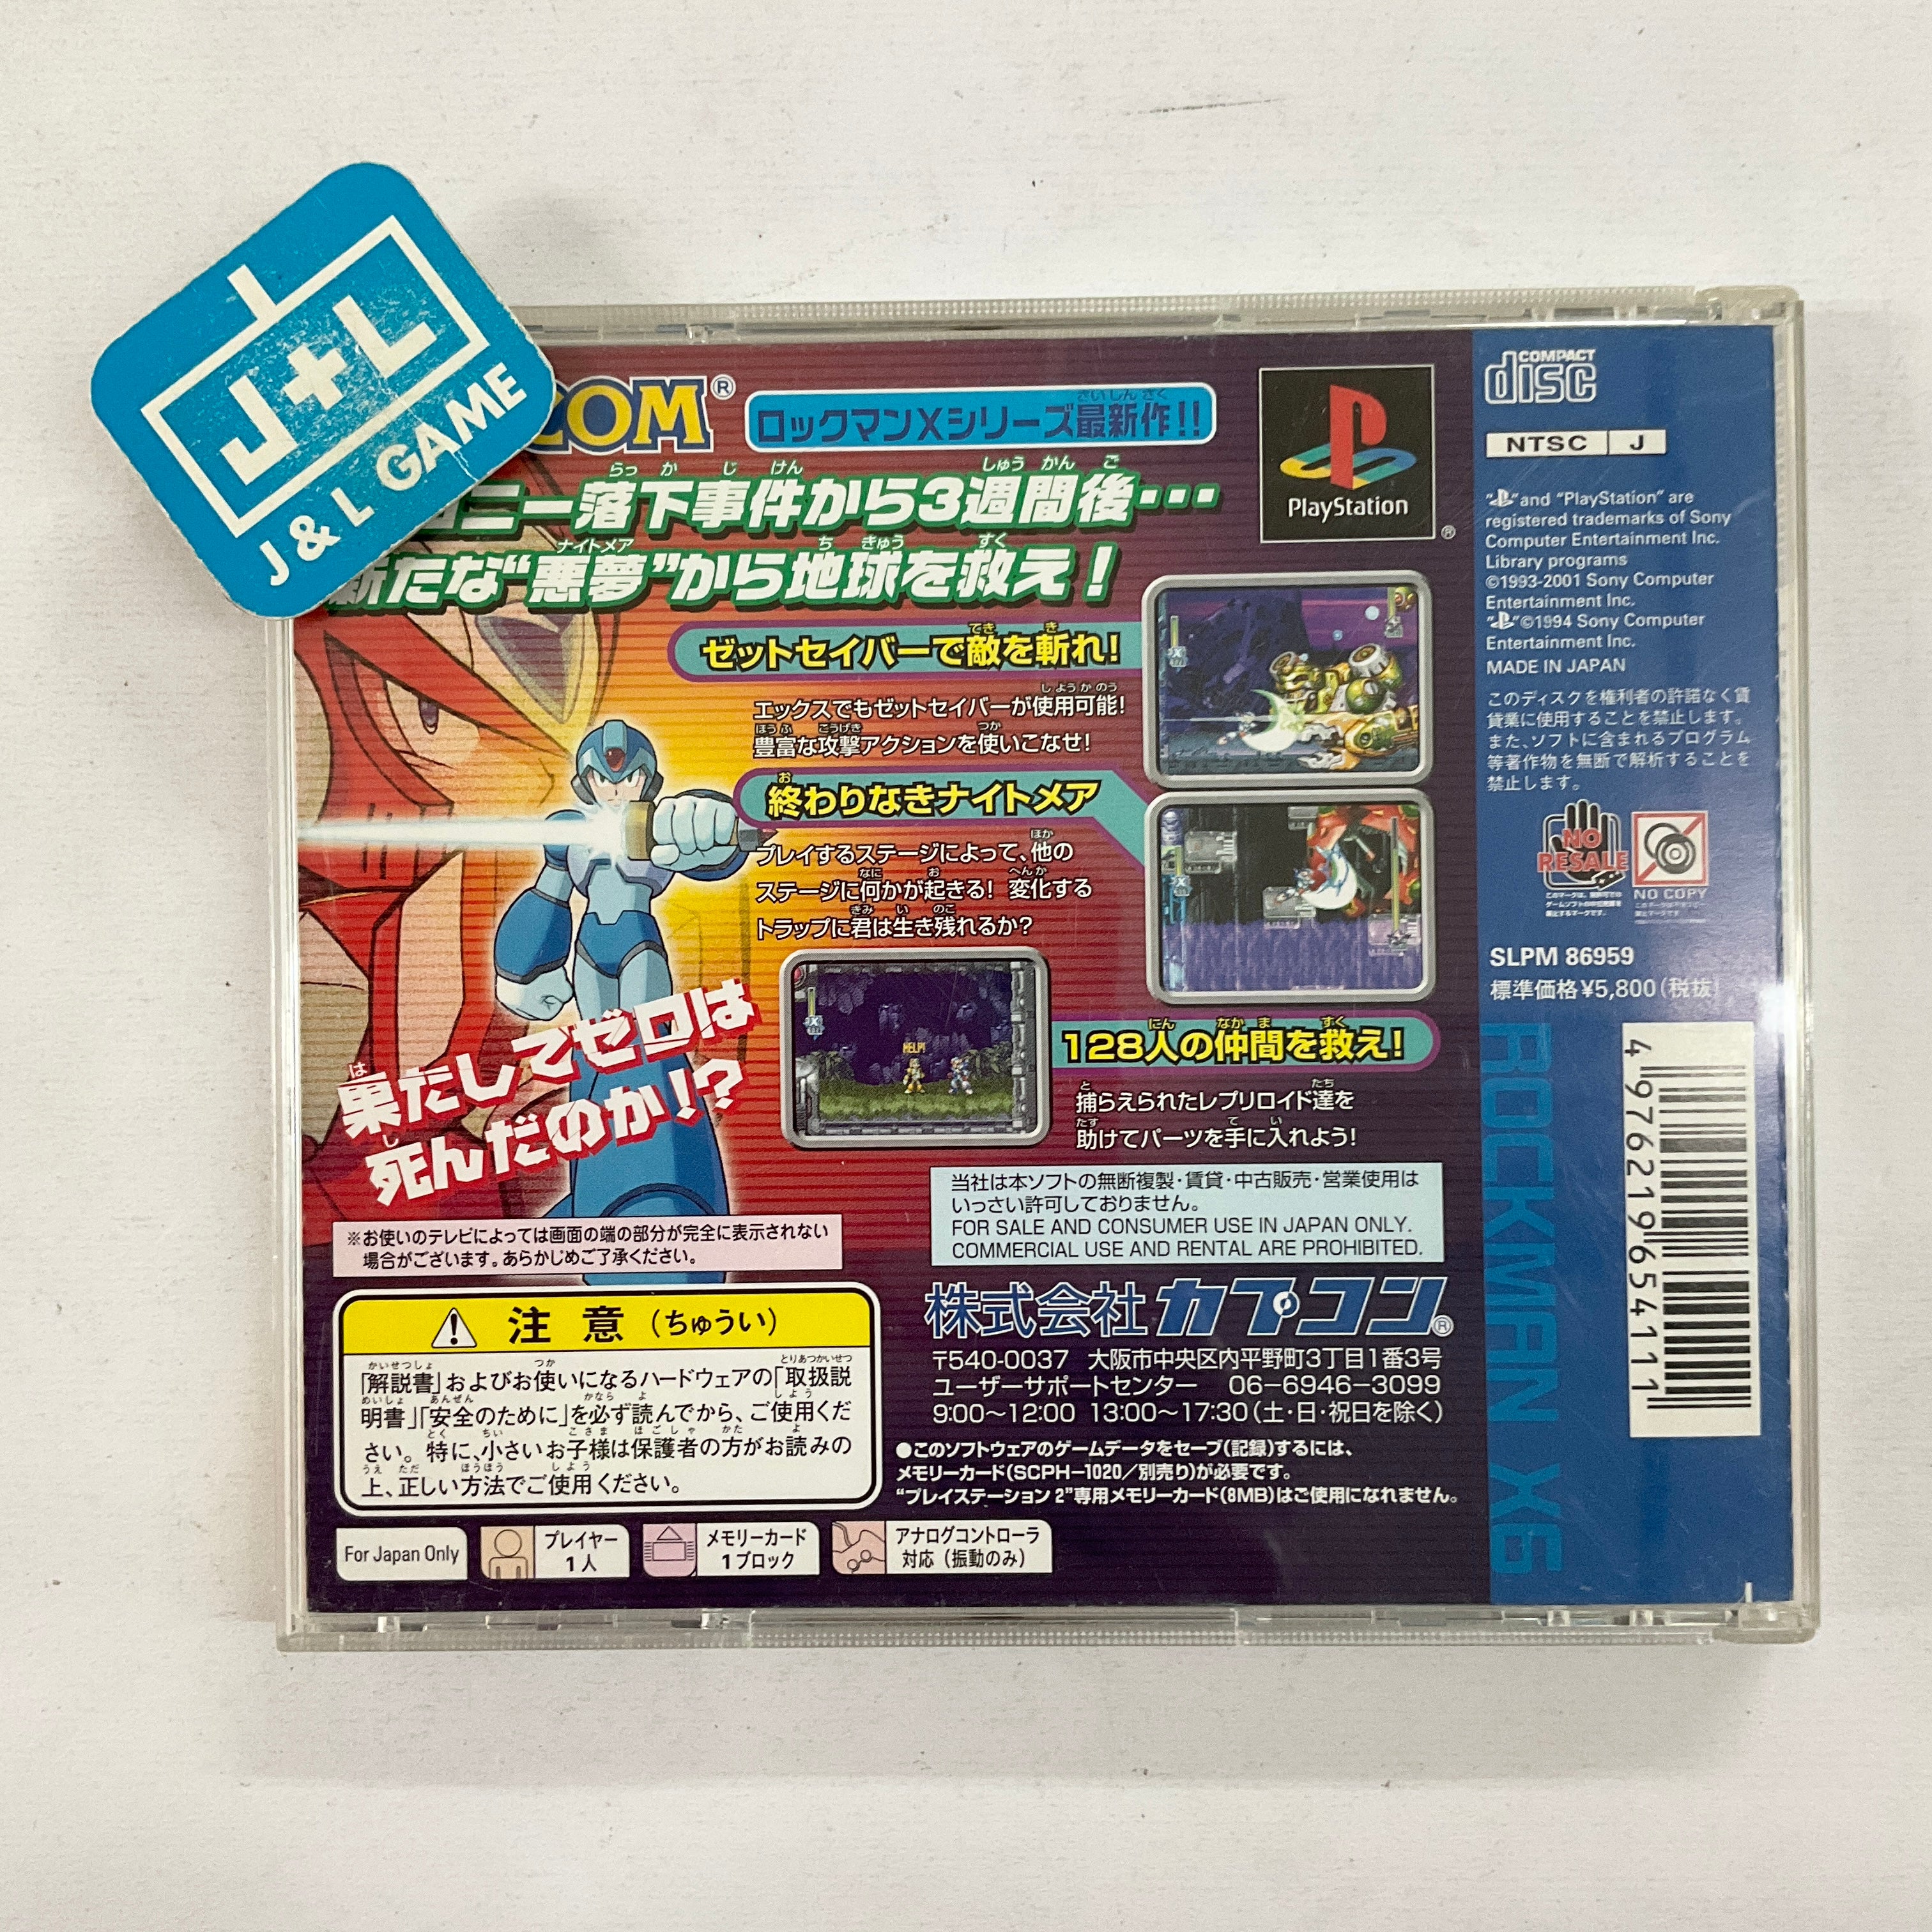 J+L
J & L GAME
COM®
ロックマンXシリーズ最新作!!
ニー落下事件から3週間後・・・
新たな“悪夢”から地球を救え!
ゼットセイバーで敵を斬れ!
エックスでもゼットセイバーが使用可能!
豊富な攻撃アクションを使いこなせ!
終わりなきナイトメア
プレイするステージによって、他の
ステージに何かが起きる! 変化する
トラップに君は生き残れるか?
HELP!
128人の仲間を救え!
捕らえられたレプリロイド達を
助けてパーツを手に入れよう!
果たしてゼロは
死んだのか!?
※お使いのテレビによっては画面の端の部分が完全に表示されない
場合がございます。あらかじめご了承ください。
注意(ちゅうい)
「解説書」およびお使いになるハードウェアの「取扱説
明書」「安全のために」を必ず読んでから、ご使用くだ
さい。特に、小さいお子様は保護者の方がお読みの
上、正しい方法でご使用ください。
For Japan Only
プレイヤー
1人
メモリーカード
1ブロック
アナログコントローラ
対応(振動のみ)
当社は本ソフトの無断複製・賃貸・中古販売・営業使用は
いっさい許可しておりません。
FOR SALE AND CONSUMER USE IN JAPAN ONLY.
COMMERCIAL USE AND RENTAL ARE PROHIBITED.
株式会社カプコン®
〒540-0037 大阪市中央区内平野町3丁目1番3号
ユーザーサポートセンター 06-6946-3099
9:00〜12:00 13:00〜17:30(土・日・祝日を除く)
●このソフトウェアのゲームデータをセーブ(記録)するには、
メモリーカード(SCPH-1020/別売り)が必要です。
“プレイステーション 2”専用メモリーカード(8MB)はご使用になれません。
PlayStation
®
COMPACT
disc
NTSC J
“PS” and “PlayStation” are
registered trademarks of Sony
Computer Entertainment Inc.
Library programs
©1993-2001 Sony Computer
Entertainment Inc.
“PS”©1994 Sony Computer
Entertainment Inc.
MADE IN JAPAN
このディスクを権利者の許諾なく賃
貸業に使用することを禁止します。
また、ソフトに含まれるプログラム
等著作物を無断で解析することを
禁止します。
NO
RESALE
NO COPY
SLPM 86959
標準価格¥5,800(税抜)
4 976219 654111
ROCKMAN X6